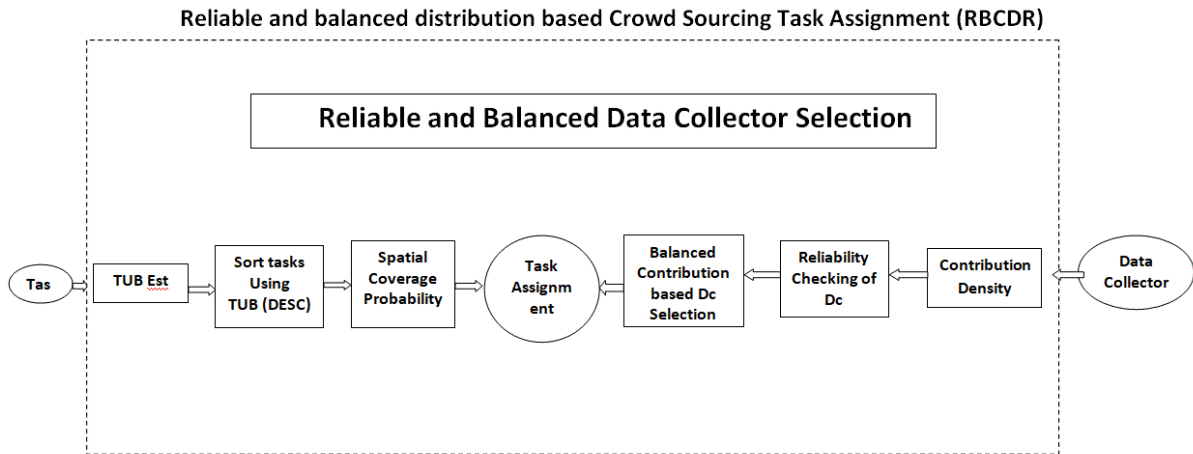 Reliable and balanced distribution based Crowd Sourcing Task Assignment (RBCDR)
Reliable and Balanced Data Collector Selection
Tas
TUB Est
Sort tasks
Using
TUB (DESC)
Spatial
Coverage
Probability
Task
Assignm
ent
Balanced
Contribution
based Dc
Selection
Reliability
Checking of
Dc
Contribution
Density
Data
Collector